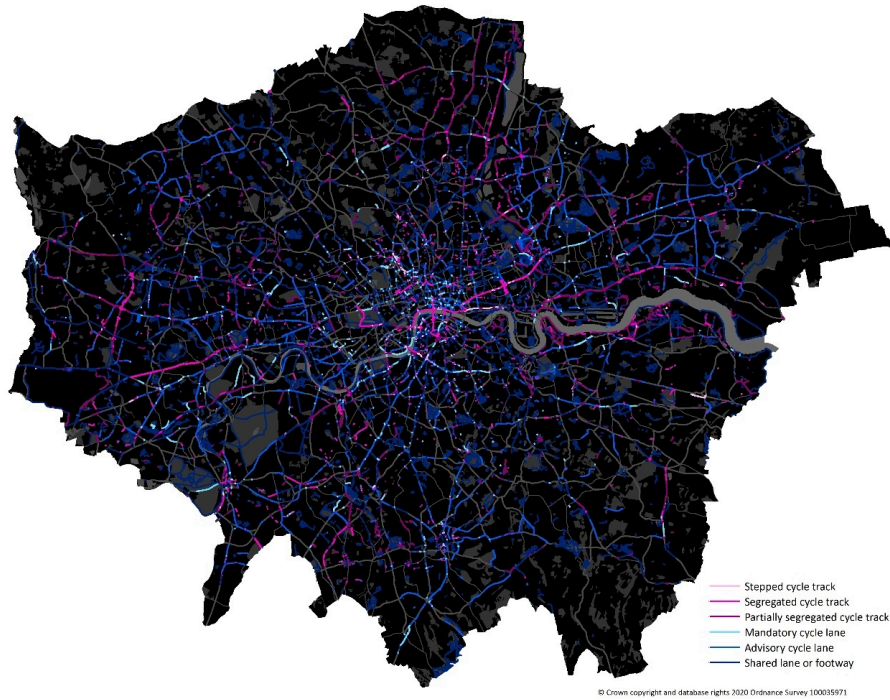 Stepped cycle track
Segregated cycle track
Partially segregated cycle track
Mandatory cycle lane
Advisory cycle lane
Shared lane or footway
© Crown copyright and database rights 2020 Ordnance Survey 100035971